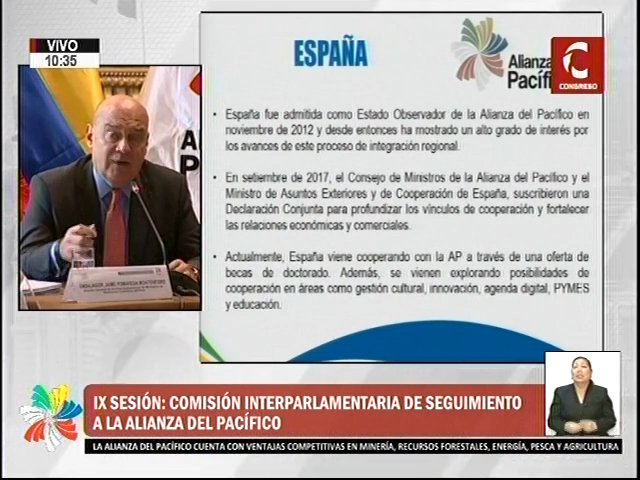 VIVO
10:35
ESPAÑA
Alianza
Pacífico
CONGRESO
• España fue admitida como Estado Observador de la Alianza del Pacífico en
noviembre de 2012 y desde entonces ha mostrado un alto grado de interés por
los avances de este proceso de integración regional.
• En setiembre de 2017, el Consejo de Ministros de la Alianza del Pacífico y el
Ministro de Asuntos Exteriores y de Cooperación de España, suscribieron una
Declaración Conjunta para profundizar los vínculos de cooperación y fortalecer
las relaciones económicas y comerciales.
• Actualmente, España viene cooperando con la AP a través de una oferta de
becas de doctorado. Además, se vienen explorando posibilidades de
cooperación en áreas como gestión cultural, innovación, agenda digital, PYMES
y educación.
EMBAJADOR JAIME
IX SESIÓN: COMISIÓN INTERPARLAMENTARIA DE SEGUIMIENTO
A LA ALIANZA DEL PACÍFICO
LA ALIANZA DEL PACÍFICO CUENTA CON VENTAJAS COMPETITIVAS EN MINERÍA, RECURSOS FORESTALES, ENERGÍA, PESCA Y AGRICULTURA